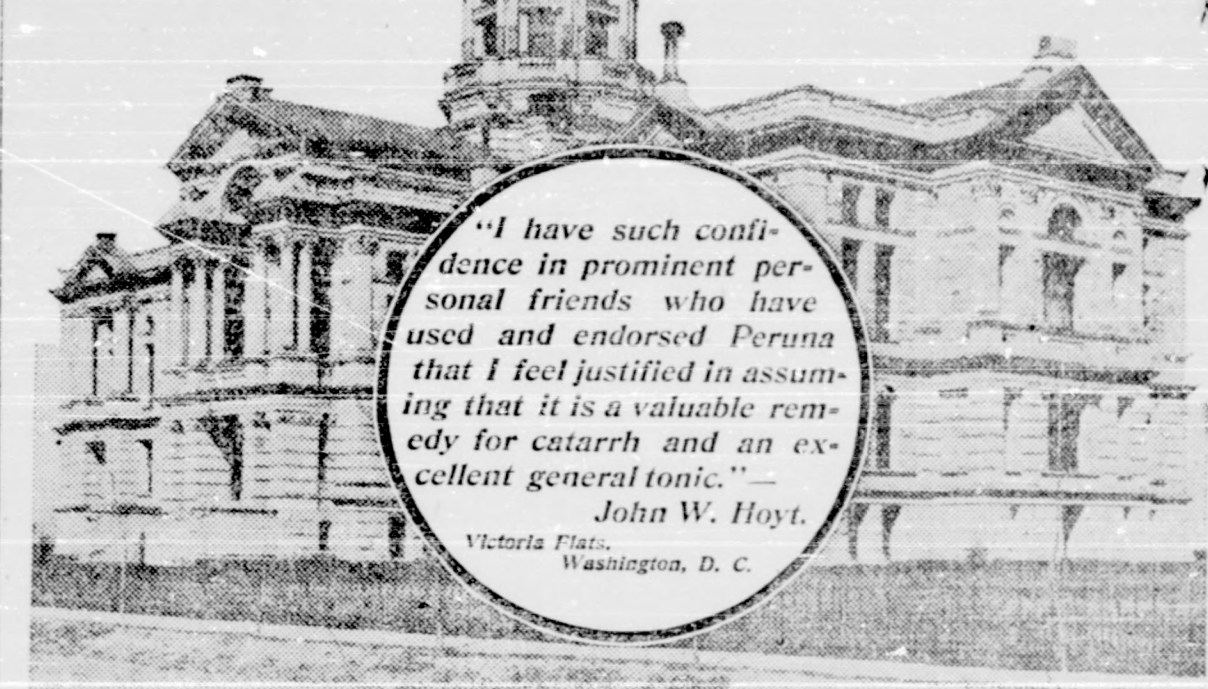 "I have such confi-
dence in prominent per-
sonal friends who have
used and endorsed Peruna
that I feel justified in assum-
ing that it is a valuable rem-
edy for catarrh and an ex-
cellent general tonic."—
John W. Hoyt.
Victoria Flats.
Washington, D. C.